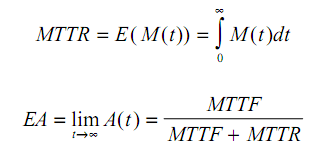 MTTR = E( M(t)) = ∫₀^∞ M(t)dt
EA = lim_{t→∞} A(t) = MTTF / (MTTF + MTTR)